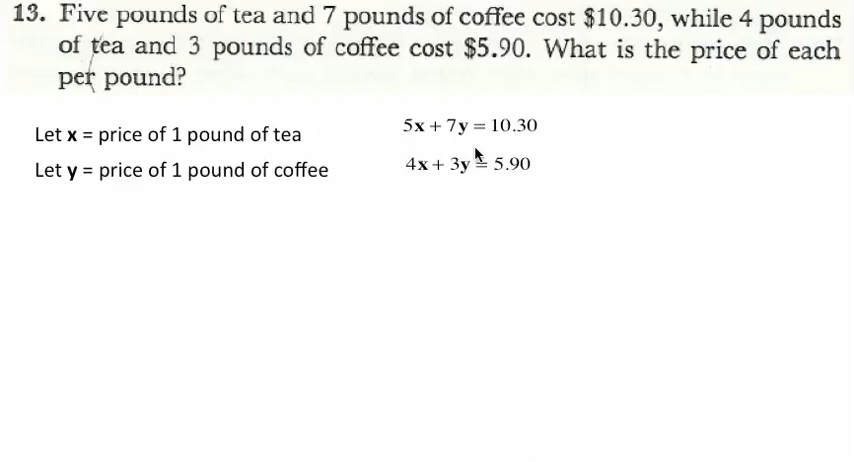 13. Five pounds of tea and 7 pounds of coffee cost $10.30, while 4 pounds
of tea and 3 pounds of coffee cost $5.90. What is the price of each
per pound?
Let x = price of 1 pound of tea
5x + 7y = 10.30
Let y = price of 1 pound of coffee
4x + 3y = 5.90